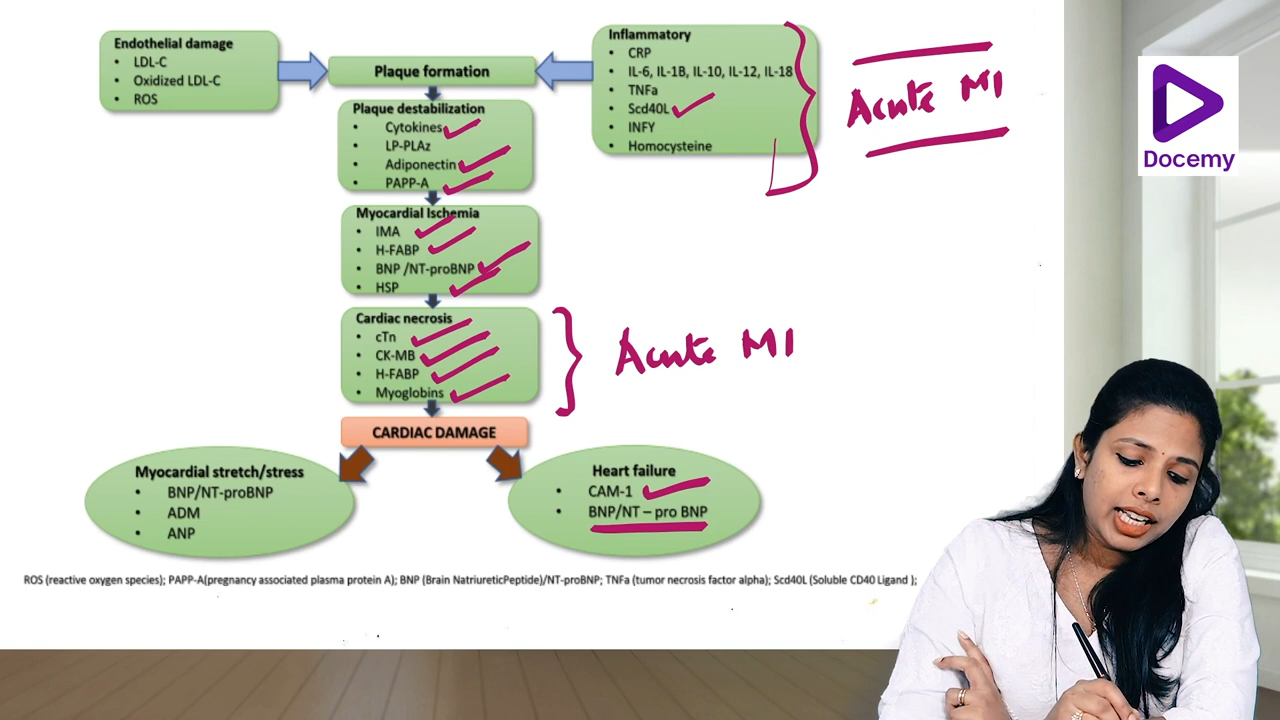 Endothelial damage
• LDL-C
• Oxidized LDL-C
• ROS
Plaque formation
Inflammatory
• CRP
• IL-6, IL-1B, IL-10, IL-12, IL-18
• TNFa
• Scd40L
• INFY
• Homocysteine
Acute MI
Docemy
Plaque destabilization
• Cytokines
• LP-PLAz
• Adiponectin
• PAPP-A
Myocardial Ischemia
• IMA
• H-FABP
• BNP /NT-proBNP
• HSP
Cardiac necrosis
• cTn
• CK-MB
• H-FABP
• Myoglobins
Acute MI
CARDIAC DAMAGE
Myocardial stretch/stress
• BNP/NT-proBNP
• ADM
• ANP
Heart failure
• CAM-1
• BNP/NT – pro BNP
ROS (reactive oxygen species); PAPP-A(pregnancy associated plasma protein A); BNP (Brain NatriureticPeptide)/NT-proBNP; TNFa (tumor necrosis factor alpha); Scd40L (Soluble CD40 Ligand );